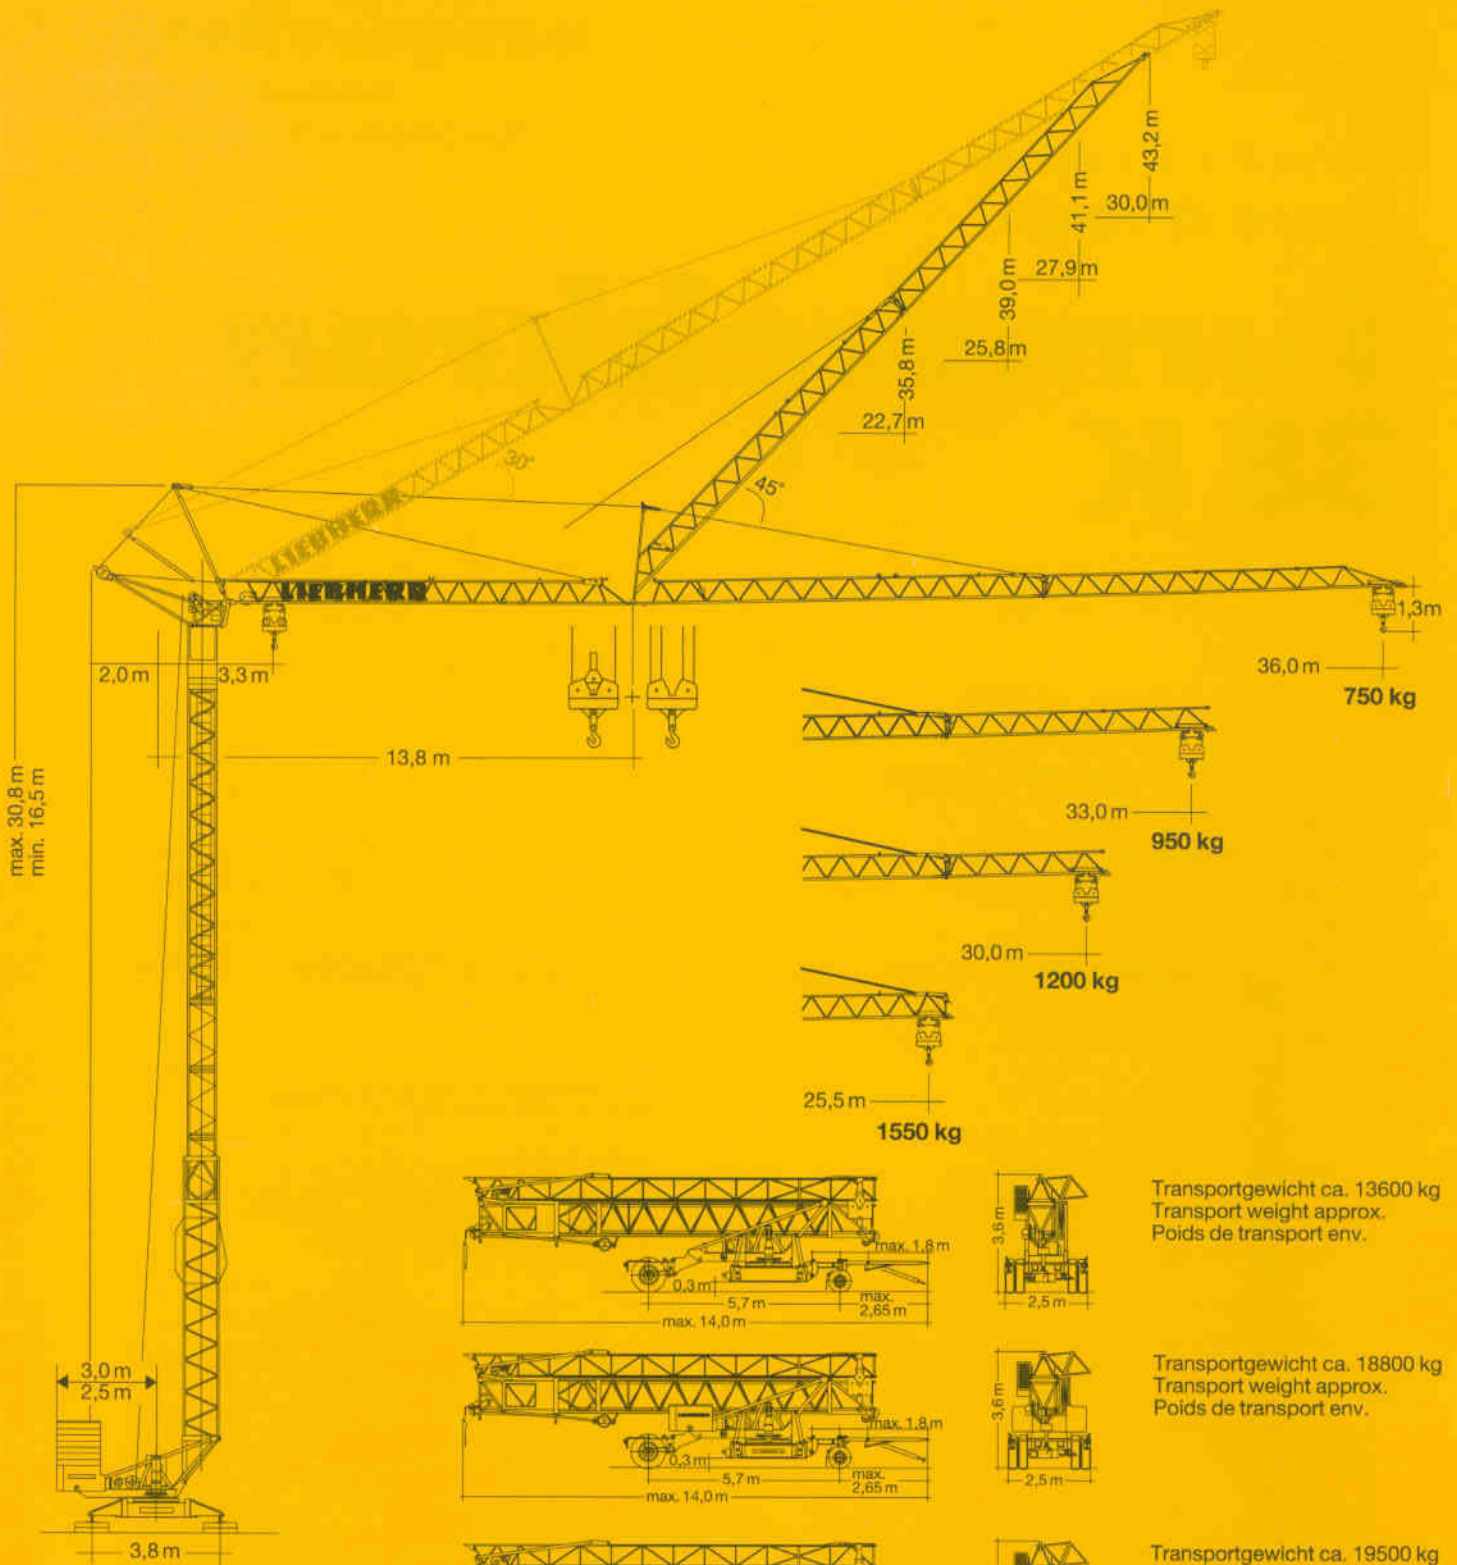 43,2 m
30,0 m
41,1 m
27,9 m
39,0 m
25,8 m
35,8 m
22,7 m
30°
45°
LIEBHERR
LIEBHERR
1,3m
2,0 m
3,3 m
36,0 m
750 kg
13,8 m
max. 30,8 m
min. 16,5 m
33,0 m
950 kg
30,0 m
1200 kg
25,5 m
1550 kg
Transportgewicht ca. 13600 kg
Transport weight approx.
Poids de transport env.
3,6 m
max. 1,8 m
0,3 m
5,7 m
max.
2,65 m
max. 14,0 m
2,5 m
3,0 m
2,5 m
Transportgewicht ca. 18800 kg
Transport weight approx.
Poids de transport env.
3,6 m
max. 1,8 m
0,3 m
5,7 m
max.
2,65 m
max. 14,0 m
2,5 m
3,8 m
Transportgewicht ca. 19500 kg